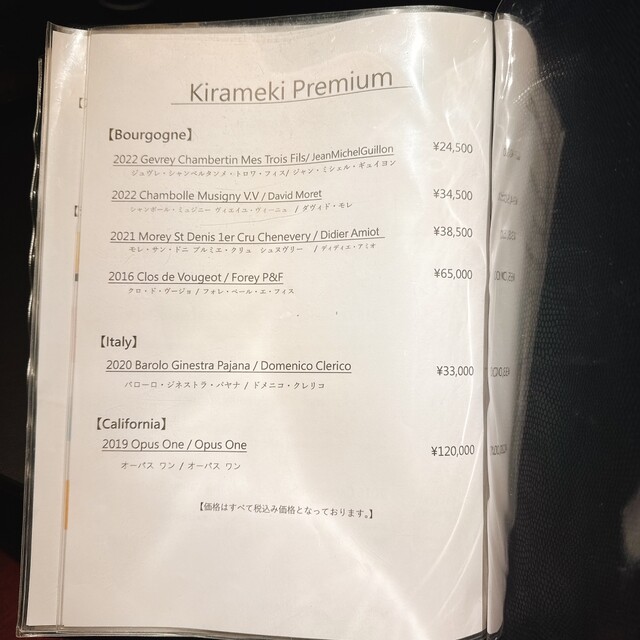 Kirameki Premium
【Bourgogne】
2022 Gevrey Chambertin Mes Trois Fils/ JeanMichelGuillon ¥24,500
ジュヴレ・シャンベルタンメ・トロワ・フィス/ ジャン・ミシェル・ギュイヨン
2022 Chambolle Musigny V.V / David Moret ¥34,500
シャンボール・ミュジニー ヴィエイユ・ヴィーニュ / ダヴィド・モレ
2021 Morey St Denis 1er Cru Chenevery / Didier Amiot ¥38,500
モレ・サン・ドニ プルミエ・クリュ シュヌヴリー / ディディエ・アミオ
2016 Clos de Vougeot / Forey P&F ¥65,000
クロ・ド・ヴージョ / フォレ・ペール・エ・フィス
【Italy】
2020 Barolo Ginestra Pajana / Domenico Clerico ¥33,000
バローロ・ジネストラ・パヤナ / ドメニコ・クレリコ
【California】
2019 Opus One / Opus One ¥120,000
オーパス ワン / オーパス ワン
【価格はすべて税込み価格となっております。】